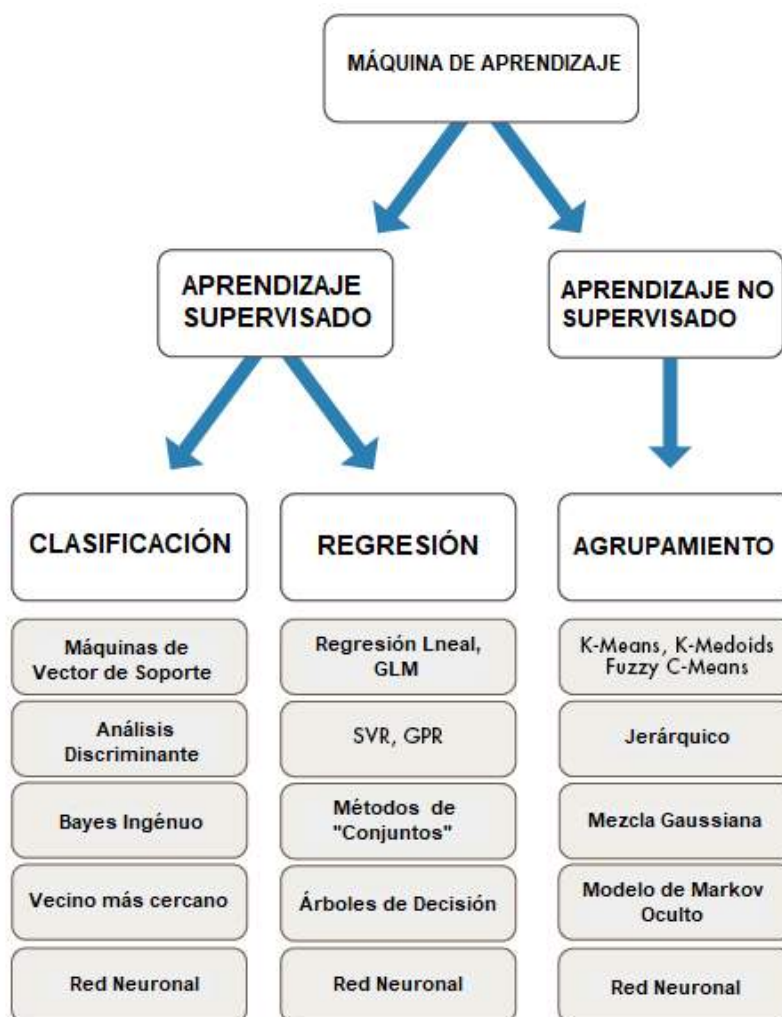 MÁQUINA DE APRENDIZAJE
APRENDIZAJE
SUPERVISADO
APRENDIZAJE NO
SUPERVISADO
CLASIFICACIÓN
REGRESIÓN
AGRUPAMIENTO
Máquinas de
Vector de Soporte
Regresión Lneal,
GLM
K-Means, K-Medoids
Fuzzy C-Means
Análisis
Discriminante
SVR, GPR
Jerárquico
Bayes Ingénuo
Métodos de
"Conjuntos"
Mezcla Gaussiana
Vecino más cercano
Árboles de Decisión
Modelo de Markov
Oculto
Red Neuronal
Red Neuronal
Red Neuronal